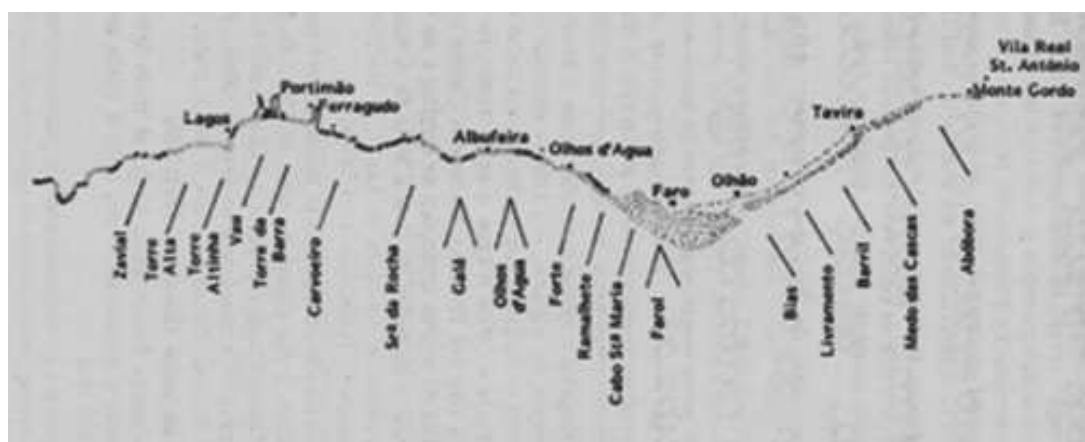 Vila Real
St. António
Monte Gordo
Portimão
Ferragudo
Lagos
Albufeira
Olhos d'Agua
Faro
Olhão
Tavira
Zavial
Torre
Alta
Torre
Altinha
Vau
Torre da
Barra
Carvoeiro
Srª da Rocha
Galé
Olhos
d'Agua
Forte
Ramalhete
Cabo Stª Maria
Farol
Bias
Livramento
Barril
Medo das Cascas
Abóbora